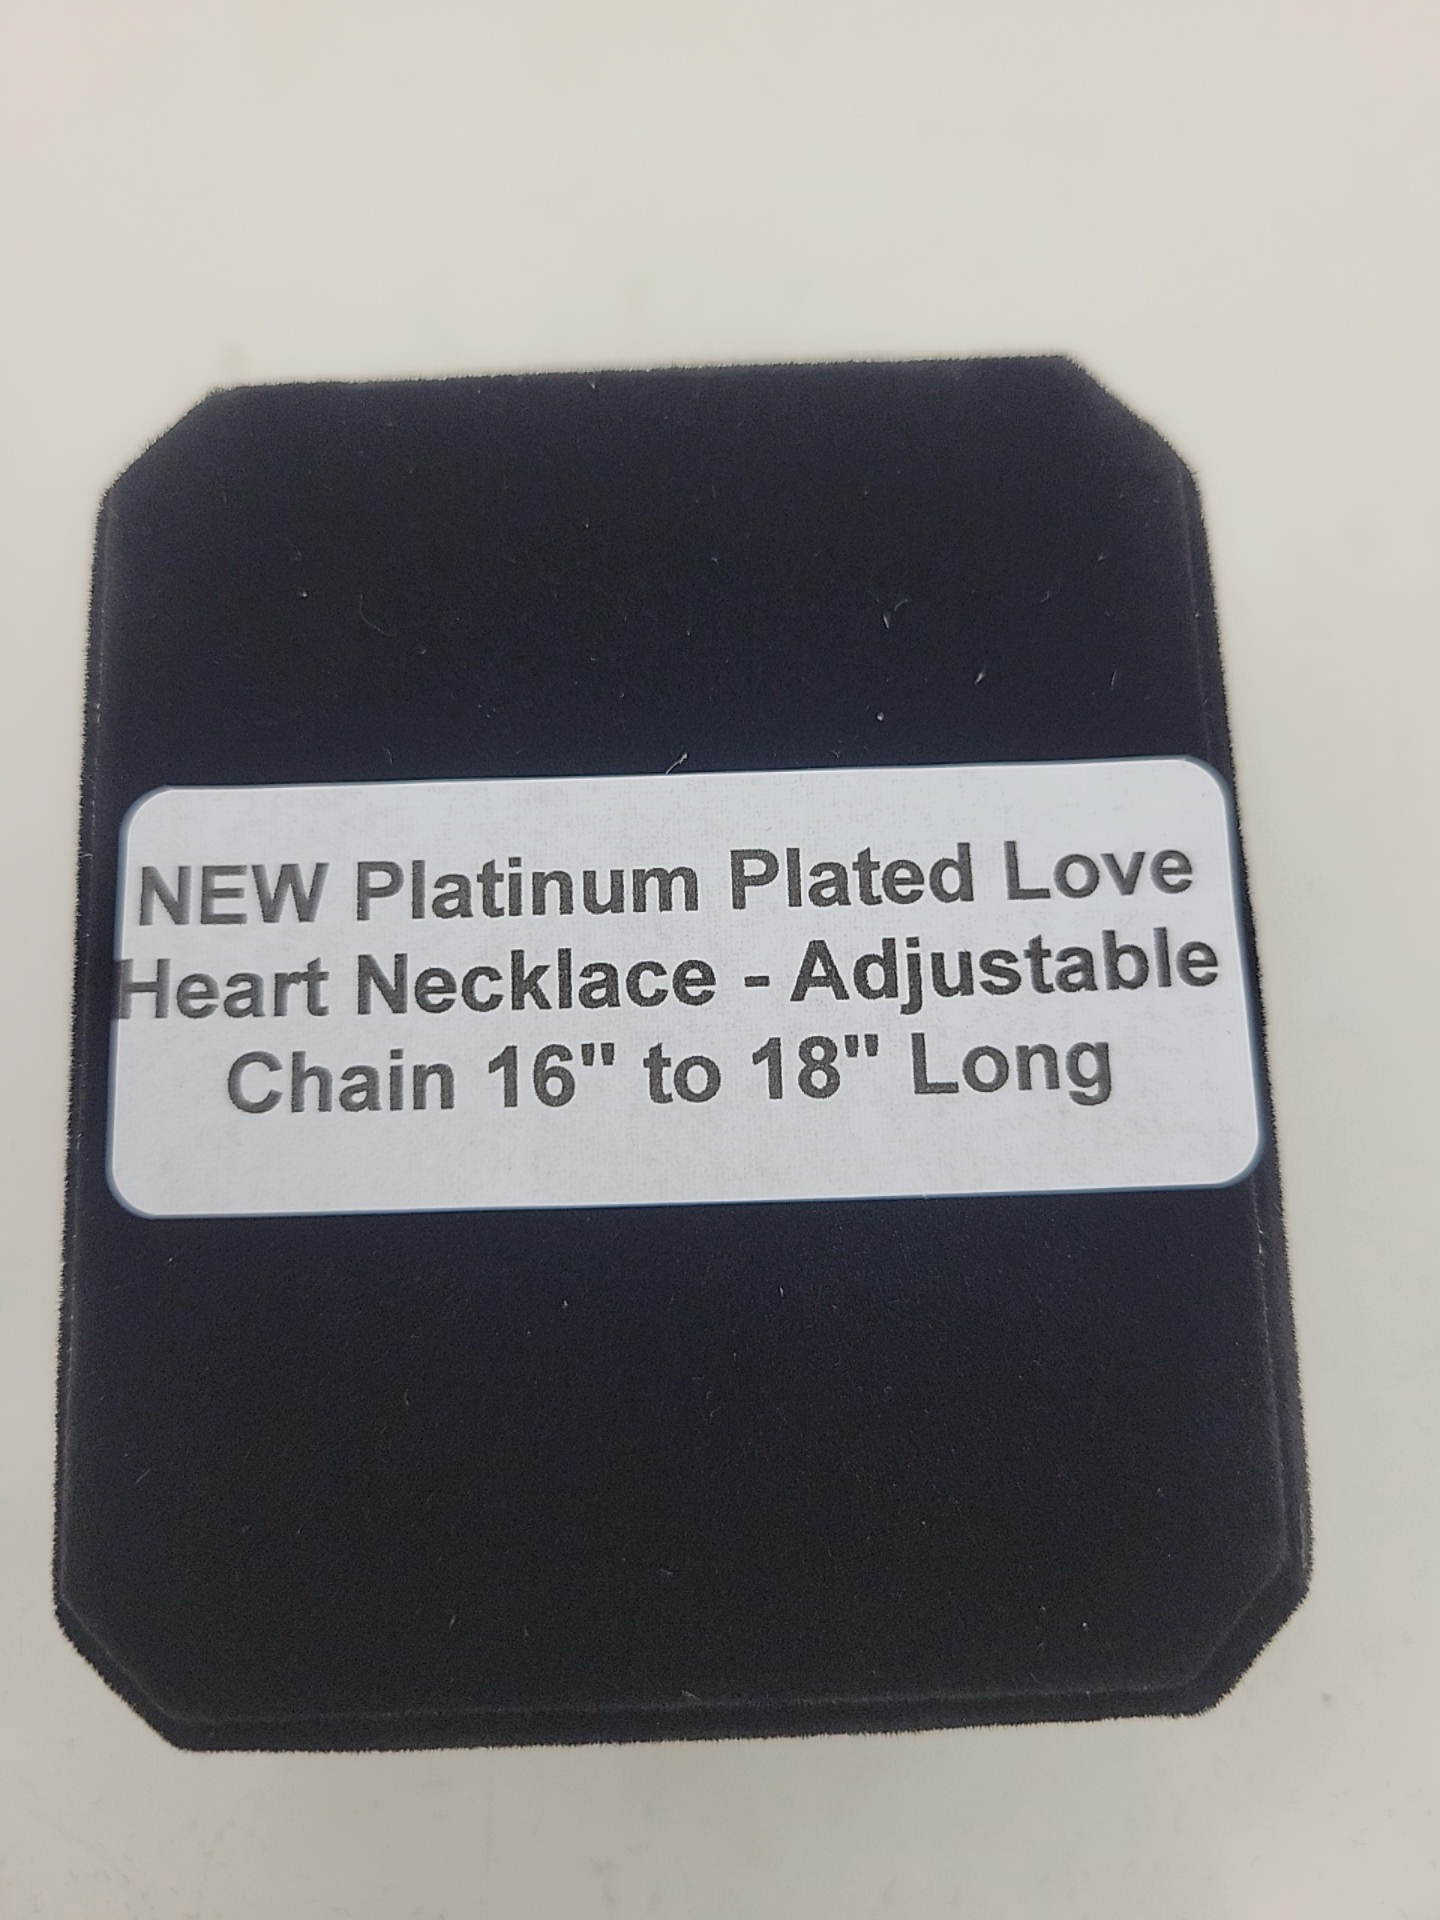 NEW Platinum Plated Love
Heart Necklace - Adjustable
Chain 16" to 18" Long